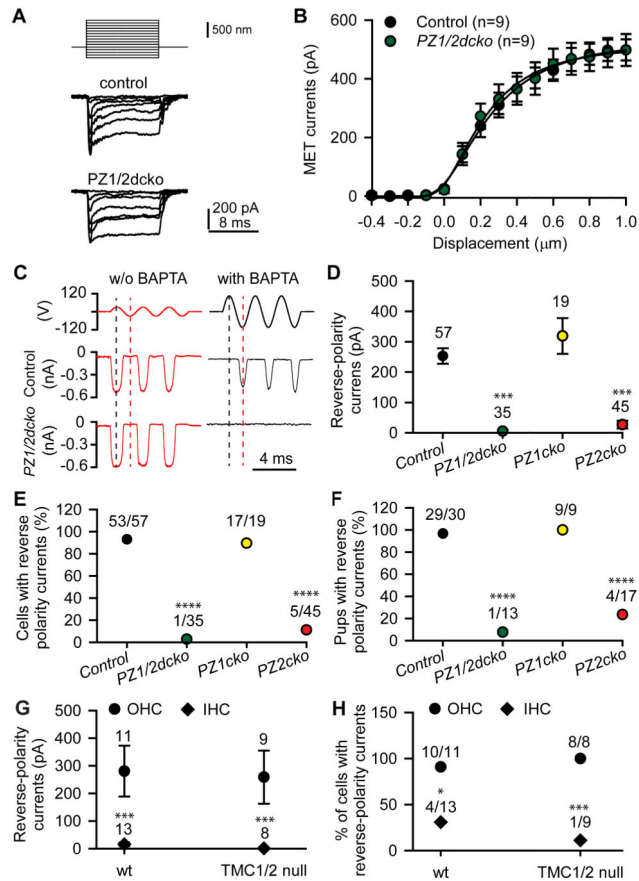 A
500 nm
control
PZ1/2dcko
200 pA
8 ms
B
Control (n=9)
PZ1/2dcko (n=9)
MET currents (pA)
600
400
200
0
-0.4 -0.2 0.0 0.2 0.4 0.6 0.8 1.0
Displacement (μm)
C
w/o BAPTA with BAPTA
(V)
120
-120
Control
(nA)
0
-0.3
-0.6
PZ1/2dcko
(nA)
0
-0.3
-0.6
4 ms
D
Reverse-polarity
currens (pA)
500
400
300
200
100
0
57
***
35
19
***
45
Control PZ1/2dcko PZ1cko PZ2cko
E
Cells with reverse
polarity currents (%)
120
100
80
60
40
20
0
53/57
****
1/35
17/19
****
5/45
Control PZ1/2dcko PZ1cko PZ2cko
F
Pups with reverse
polarity currents (%)
120
100
80
60
40
20
0
29/30
****
1/13
9/9
****
4/17
Control PZ1/2dcko PZ1cko PZ2cko
G
OHC IHC
Reverse-polarity
currents (pA)
500
400
300
200
100
0
11
***
13
9
***
8
wt TMC1/2 null
H
OHC IHC
% of cells with
reverse-polarity currents
150
100
50
0
10/11
*
4/13
8/8
***
1/9
wt TMC1/2 null